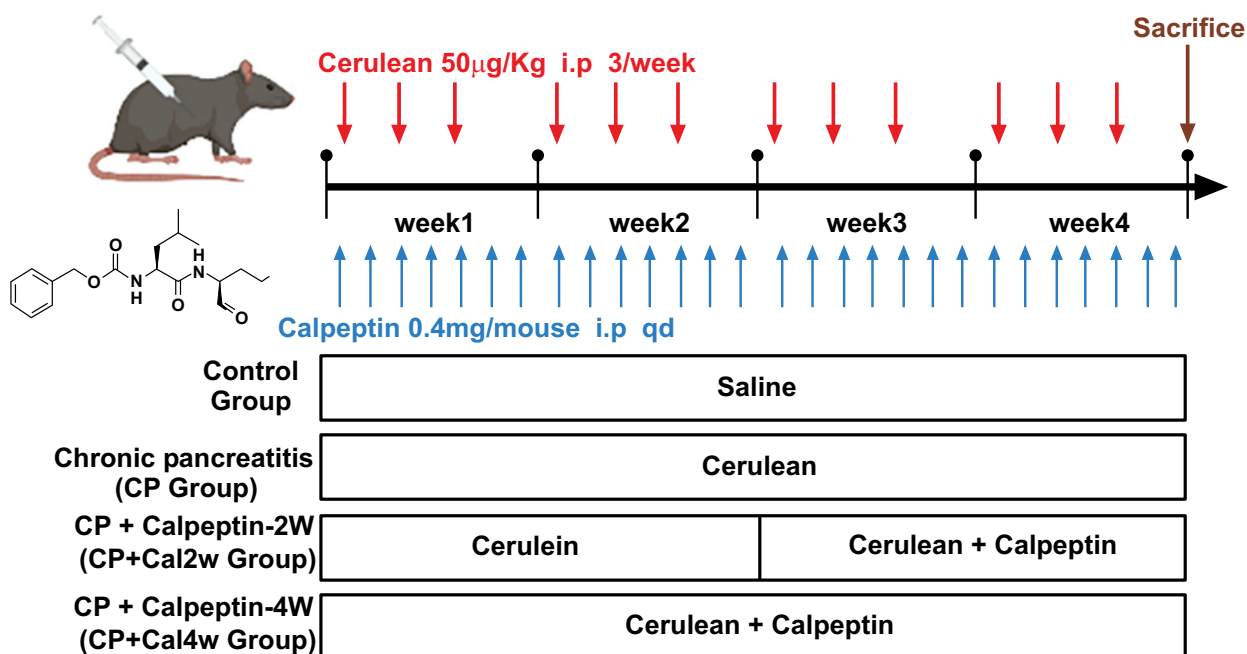 Sacrifice
Cerulean 50μg/Kg i.p 3/week
week1 week2 week3 week4
O
O
N
H
O
H
N
O
Calpeptin 0.4mg/mouse i.p qd
Control
Group
Saline
Chronic pancreatitis
(CP Group)
Cerulean
CP + Calpeptin-2W
(CP+Cal2w Group)
Cerulein
Cerulean + Calpeptin
CP + Calpeptin-4W
(CP+Cal4w Group)
Cerulean + Calpeptin